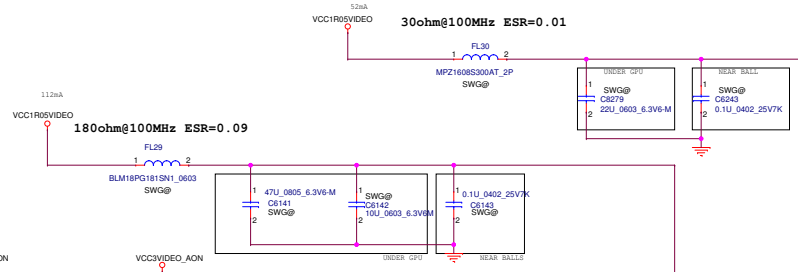 52mA
VCC1R05VIDEO
30ohm@100MHz ESR=0.01
FL30
1 2
MPZ1608S300AT_2P
SWG@
UNDER GPU
1
SWG@
C8279
2
22U_0603_6.3V6-M
NEAR BALL
1
SWG@
C6243
2
0.1U_0402_25V7K
112mA
VCC1R05VIDEO
180ohm@100MHz ESR=0.09
FL29
1 2
BLM18PG181SN1_0603
SWG@
1
47U_0805_6.3V6-M
C6141
SWG@
2
1
SWG@
C6142
10U_0603_6.3V6M
2
UNDER GPU
0.1U_0402_25V7K
1
C6143
SWG@
2
NEAR BALLS
ON
VCC3VIDEO_AON